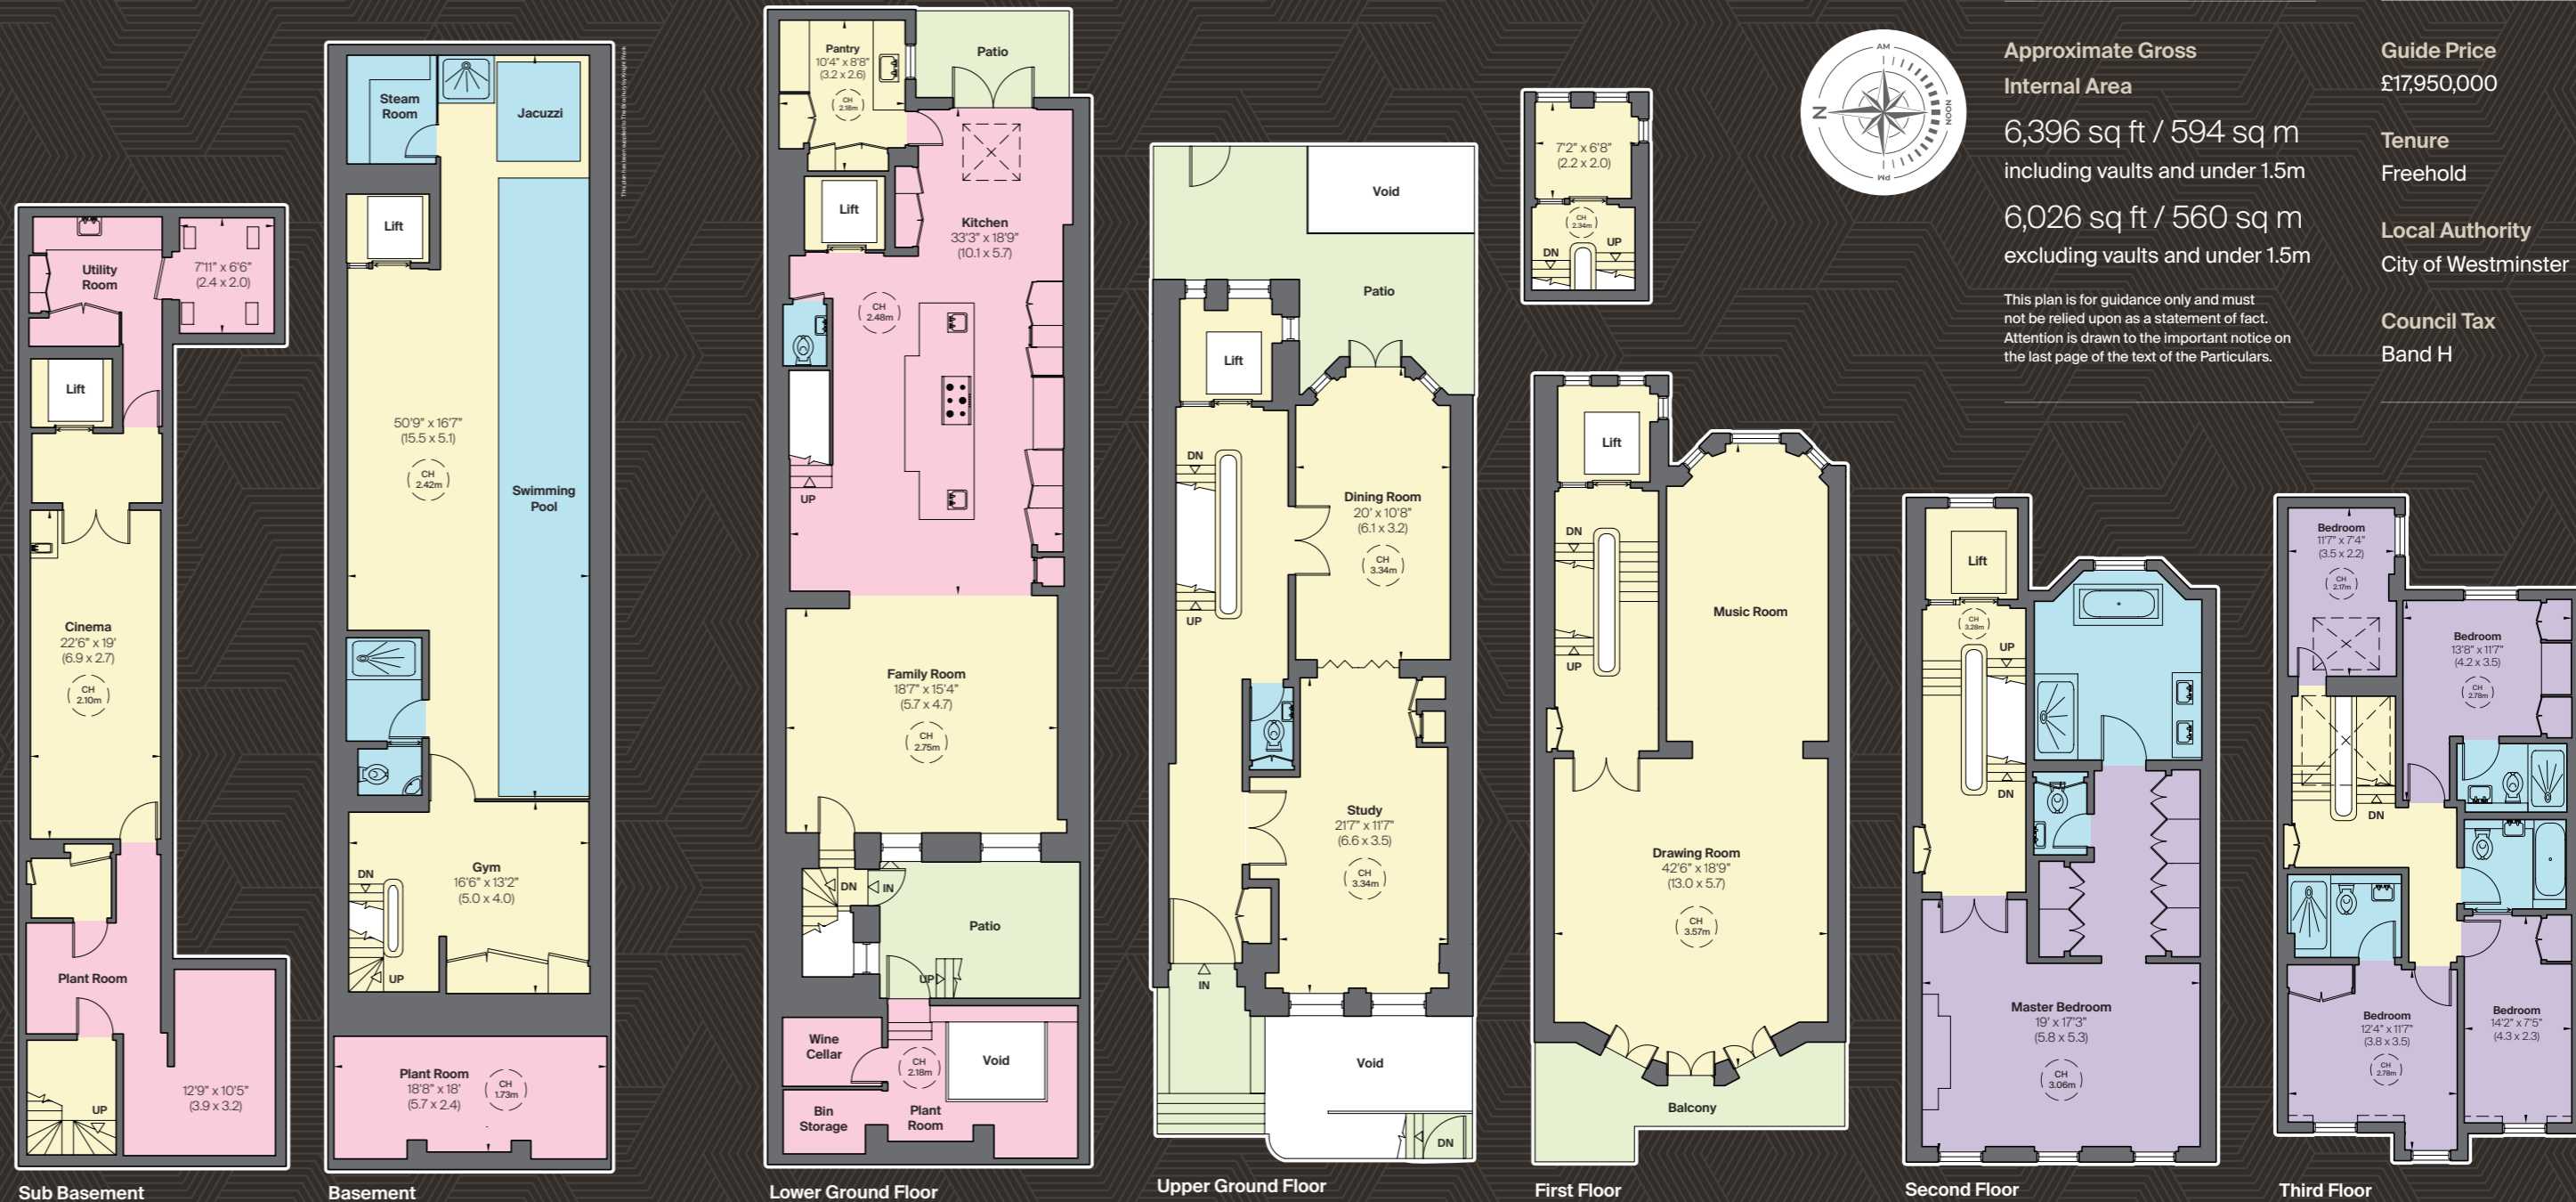 Approximate Gross
Internal Area
6,396 sq ft / 594 sq m
including vaults and under 1.5m
6,026 sq ft / 560 sq m
excluding vaults and under 1.5m
This plan is for guidance only and must
not be relied upon as a statement of fact.
Attention is drawn to the important notice on
the last page of the text of the Particulars.
Guide Price
£17,950,000
Tenure
Freehold
Local Authority
City of Westminster
Council Tax
Band H
AM
NOON
PM
N
Utility
Room
7'11" x 6'6"
(2.4 x 2.0)
Lift
Cinema
22'6" x 19'
(6.9 x 2.7)
CH
2.10m
Plant Room
UP
12'9" x 10'5"
(3.9 x 3.2)
Sub Basement
Steam
Room
Jacuzzi
Lift
50'9" x 16'7"
(15.5 x 5.1)
CH
2.42m
Swimming
Pool
Gym
16'6" x 13'2"
(5.0 x 4.0)
DN
UP
Plant Room
18'8" x 18'
(5.7 x 2.4)
CH
1.73m
Basement
Pantry
10'4" x 8'8"
(3.2 x 2.6)
CH
2.18m
Patio
Lift
Kitchen
33'3" x 18'9"
(10.1 x 5.7)
CH
2.48m
UP
Family Room
18'7" x 15'4"
(5.7 x 4.7)
CH
2.75m
DN
IN
Patio
UP
Wine
Cellar
CH
2.18m
Void
Bin
Storage
Plant
Room
Lower Ground Floor
Void
Patio
Lift
DN
UP
Dining Room
20' x 10'8"
(6.1 x 3.2)
CH
3.34m
Study
21'7" x 11'7"
(6.6 x 3.5)
CH
3.34m
IN
Void
DN
Upper Ground Floor
7'2" x 6'8"
(2.2 x 2.0)
CH
2.34m
DN
UP
Lift
DN
UP
Music Room
Drawing Room
42'6" x 18'9"
(13.0 x 5.7)
CH
3.57m
Balcony
First Floor
Lift
CH
3.28m
UP
DN
Master Bedroom
19' x 17'3"
(5.8 x 5.3)
CH
3.06m
Second Floor
Bedroom
11'7" x 7'4"
(3.5 x 2.2)
CH
2.17m
Bedroom
13'8" x 11'7"
(4.2 x 3.5)
CH
2.78m
DN
Bedroom
12'4" x 11'7"
(3.8 x 3.5)
CH
2.78m
Bedroom
14'2" x 7'5"
(4.3 x 2.3)
Third Floor